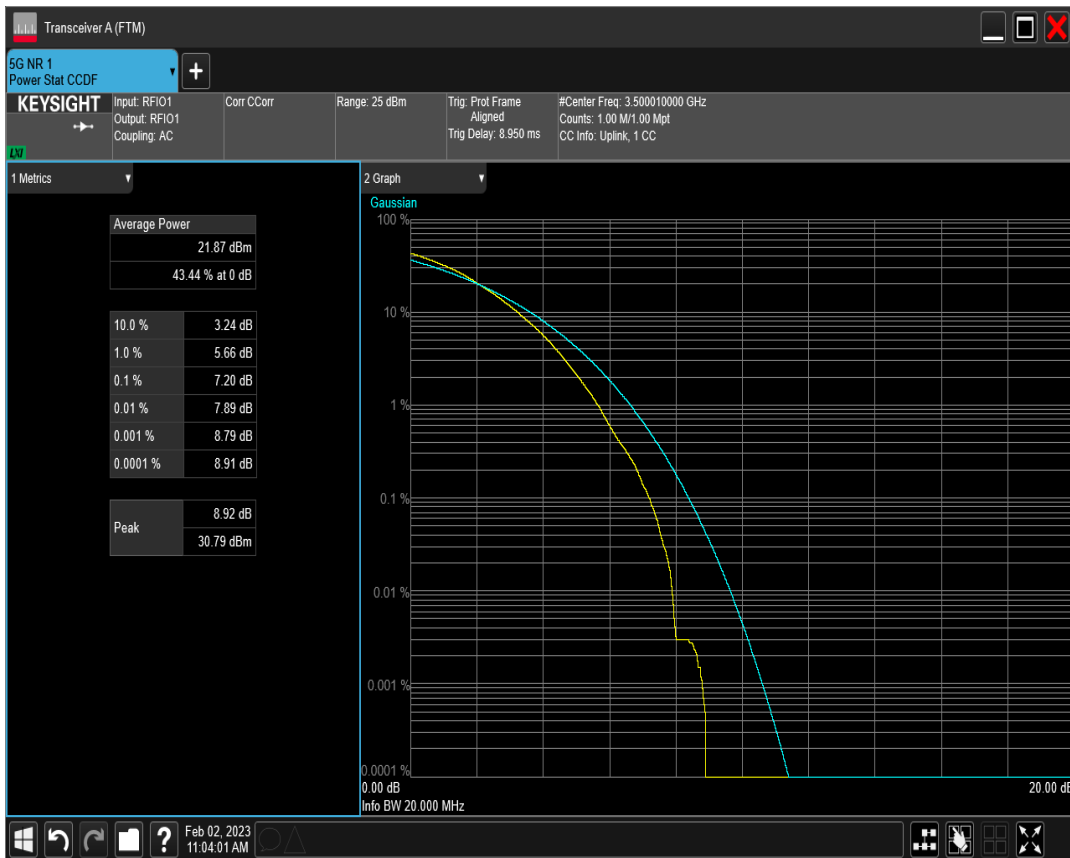 Transceiver A (FTM)
5G NR 1
Power Stat CCDF
+
KEYSIGHT
LXI
Input: RFIO1
Output: RFIO1
Coupling: AC
Corr CCorr
Range: 25 dBm
Trig: Prot Frame
Aligned
Trig Delay: 8.950 ms
#Center Freq: 3.500010000 GHz
Counts: 1.00 M/1.00 Mpt
CC Info: Uplink, 1 CC
1 Metrics
Average Power
21.87 dBm
43.44 % at 0 dB
10.0 % 3.24 dB
1.0 % 5.66 dB
0.1 % 7.20 dB
0.01 % 7.89 dB
0.001 % 8.79 dB
0.0001 % 8.91 dB
Peak
8.92 dB
30.79 dBm
2 Graph
Gaussian
100 %
10 %
1 %
0.1 %
0.01 %
0.001 %
0.0001 %
0.00 dB 20.00 dB
Info BW 20.000 MHz
?
Feb 02, 2023
11:04:01 AM